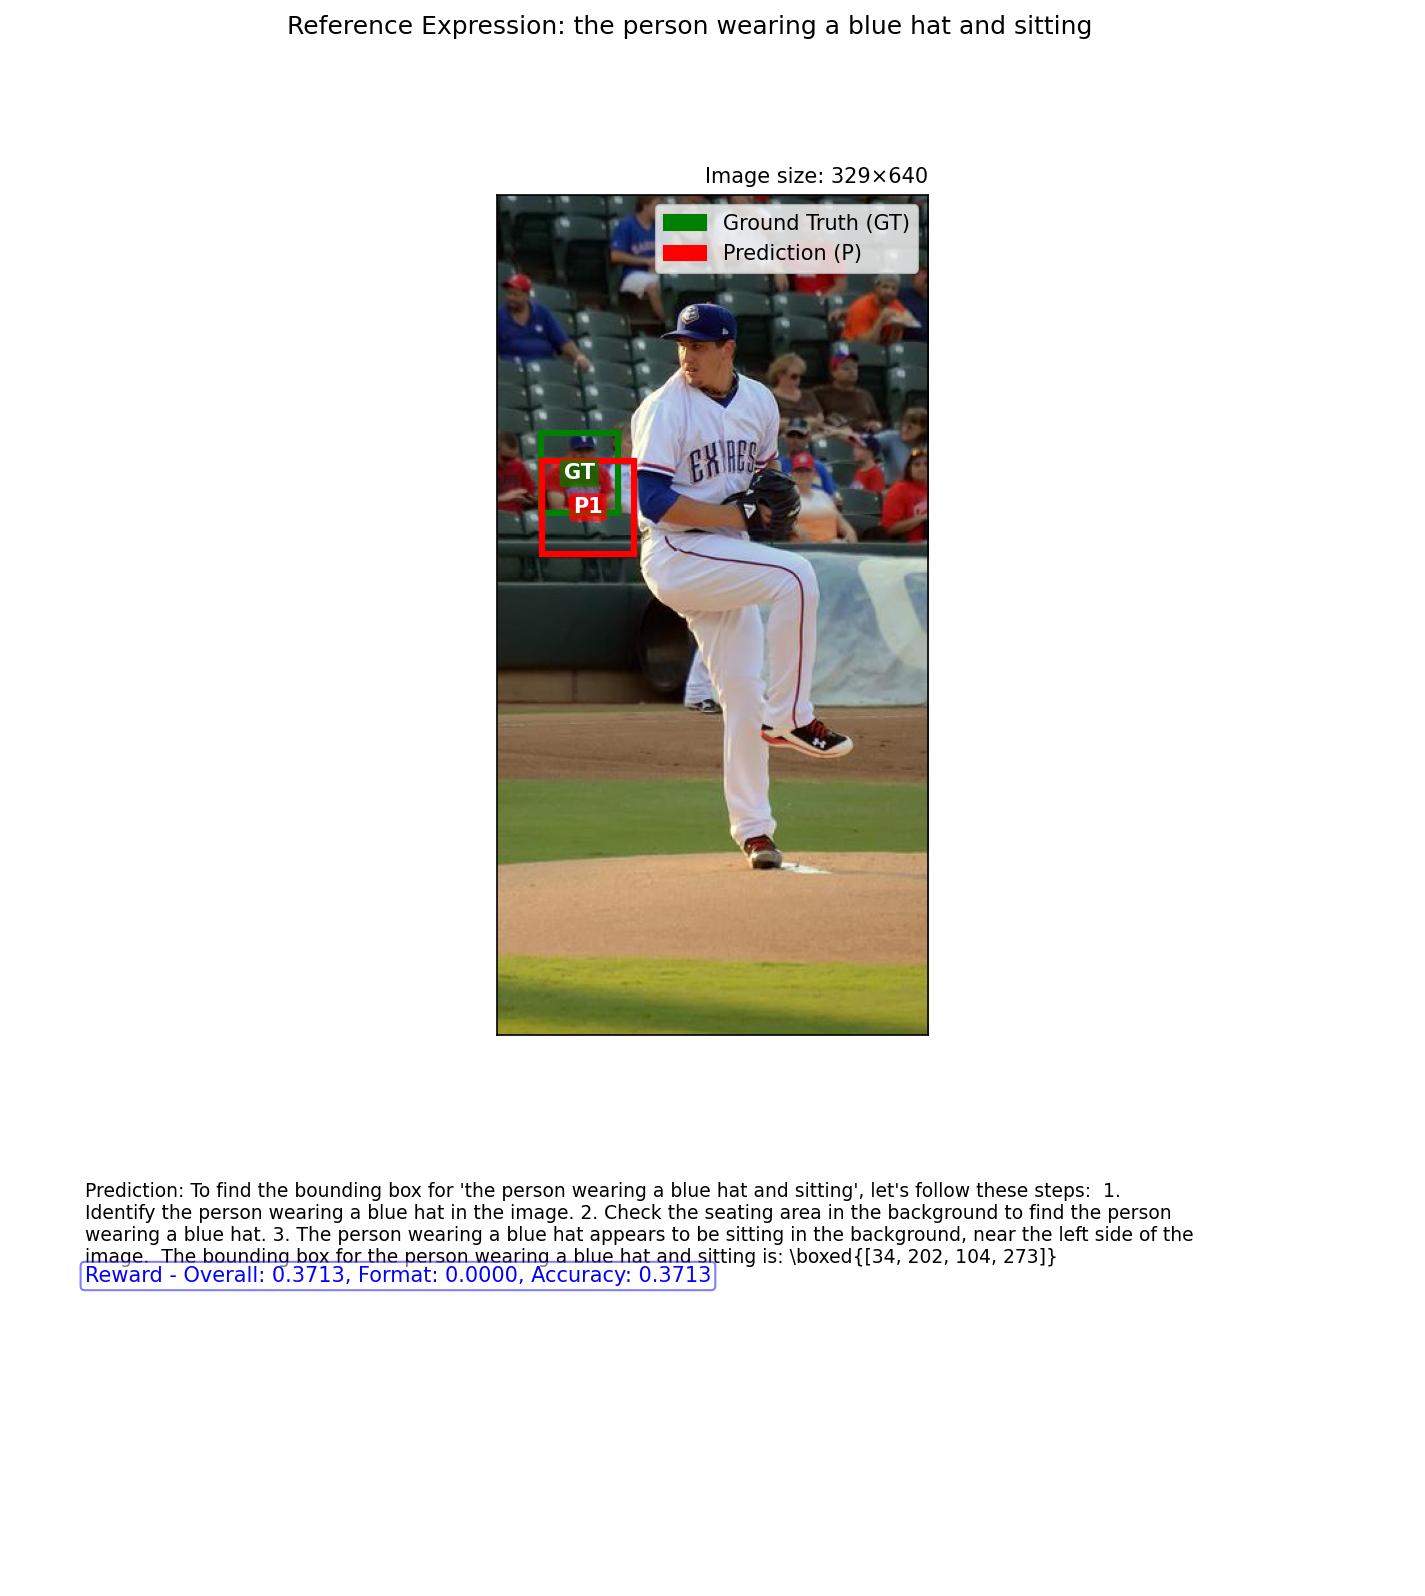 Reference Expression: the person wearing a blue hat and sitting
Image size: 329×640
Ground Truth (GT)
Prediction (P)
GT
P1
Prediction: To find the bounding box for 'the person wearing a blue hat and sitting', let's follow these steps:  1.
Identify the person wearing a blue hat in the image. 2. Check the seating area in the background to find the person
wearing a blue hat. 3. The person wearing a blue hat appears to be sitting in the background, near the left side of the
image.  The bounding box for the person wearing a blue hat and sitting is: \boxed{[34, 202, 104, 273]}
Reward - Overall: 0.3713, Format: 0.0000, Accuracy: 0.3713